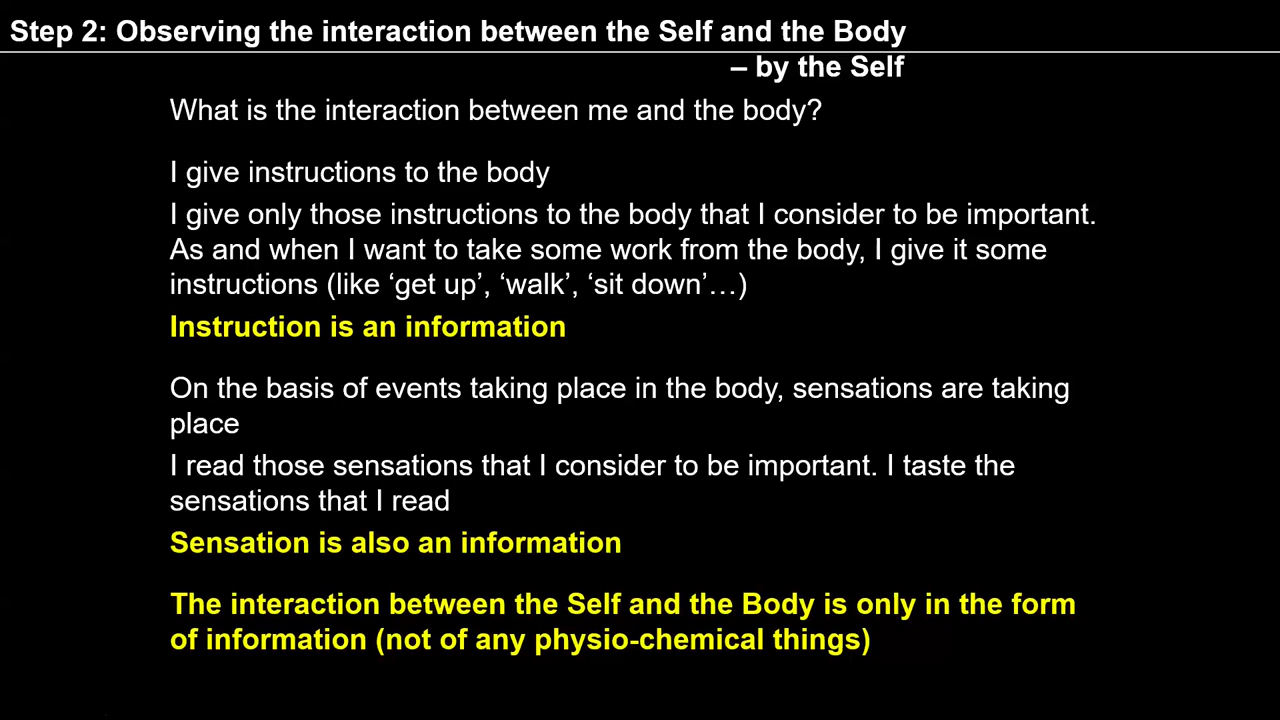 Step 2: Observing the interaction between the Self and the Body
– by the Self
What is the interaction between me and the body?
I give instructions to the body
I give only those instructions to the body that I consider to be important.
As and when I want to take some work from the body, I give it some
instructions (like ‘get up’, ‘walk’, ‘sit down’…)
Instruction is an information
On the basis of events taking place in the body, sensations are taking
place
I read those sensations that I consider to be important. I taste the
sensations that I read
Sensation is also an information
The interaction between the Self and the Body is only in the form
of information (not of any physio-chemical things)